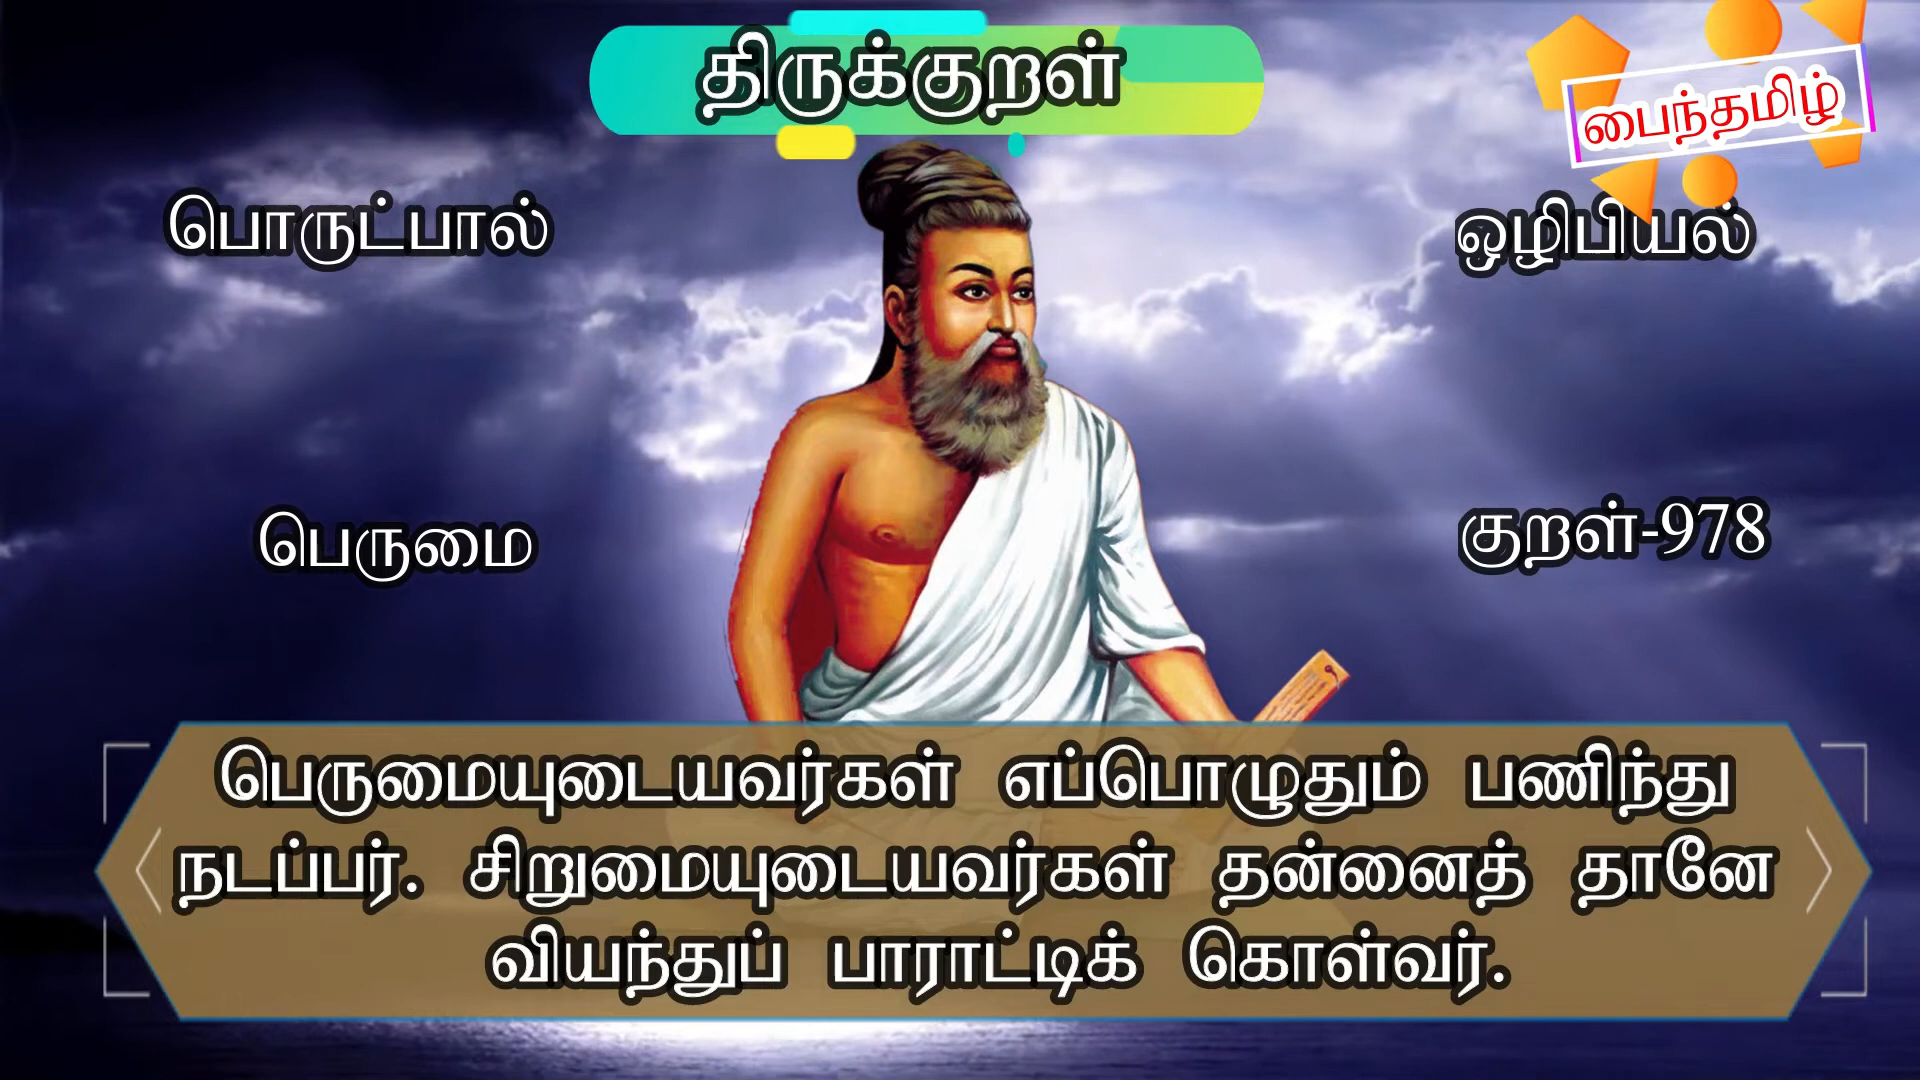 திருக்குறள்
பைந்தமிழ்
பொருட்பால்
ஒழிபியல்
பெருமை
குறள்-978
பெருமையுடையவர்கள் எப்பொழுதும் பணிந்து
நடப்பர். சிறுமையுடையவர்கள் தன்னைத் தானே
வியந்துப் பாராட்டிக் கொள்வர்.